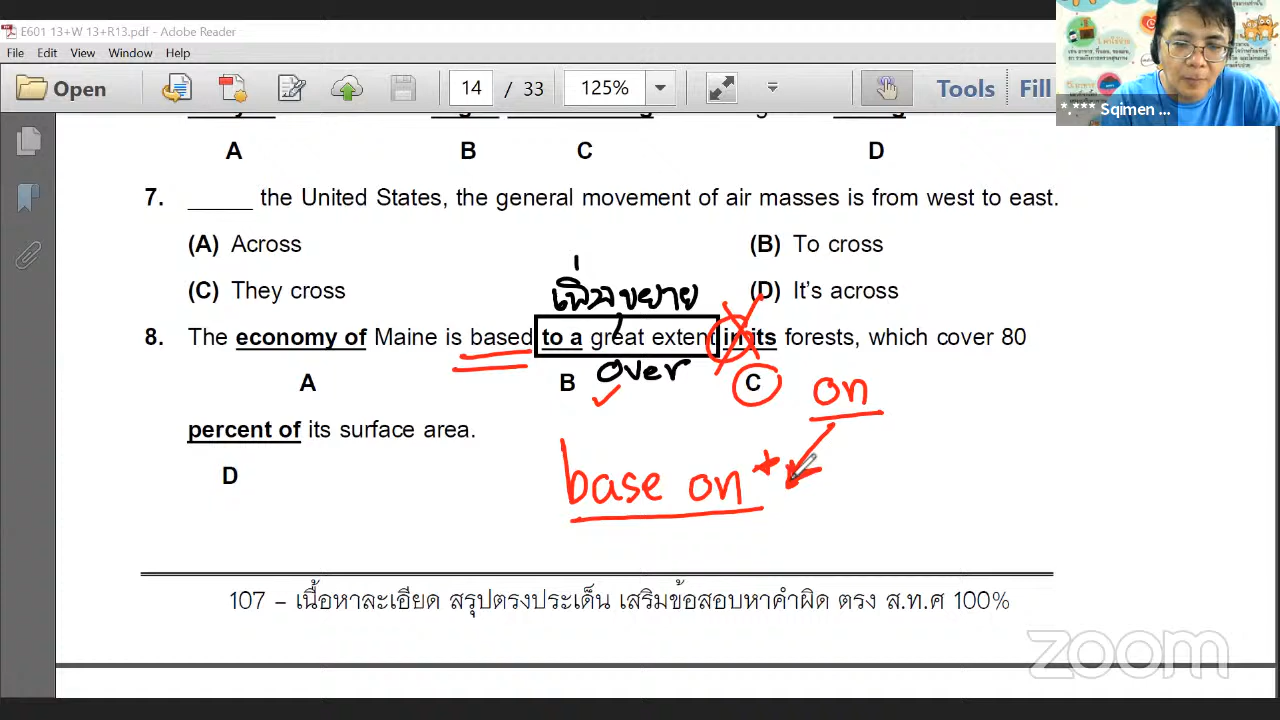 E601 13+W 13+R13.pdf - Adobe Reader
File Edit View Window Help
Open 14 / 33 125% Tools Fill
* *** Sqimen ...
A B C D
7. _____ the United States, the general movement of air masses is from west to east.
(A) Across (B) To cross
(C) They cross (D) It's across
เพิ่มขยาย
8. The economy of Maine is based to a great extent in its forests, which cover 80
A B over C on
percent of its surface area.
D
base on +
107 – เนื้อหาละเอียด สรุปตรงประเด็น เสริมข้อสอบหาคำผิด ตรง ส.ท.ศ 100%
zoom